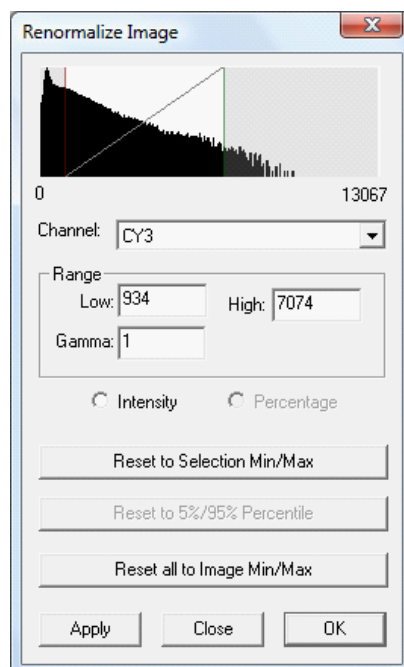 Renormalize Image
0 13067
Channel: CY3
Range
Low: 934 High: 7074
Gamma: 1
Intensity Percentage
Reset to Selection Min/Max
Reset to 5%/95% Percentile
Reset all to Image Min/Max
Apply Close OK